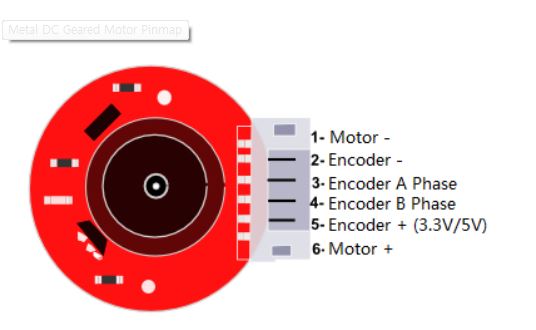 Metal DC Geared Motor Pinmap
1- Motor -
2- Encoder -
3- Encoder A Phase
4- Encoder B Phase
5- Encoder + (3.3V/5V)
6- Motor +